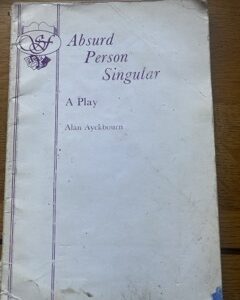 Absurd
Person
Singular
A Play
Alan Ayckbourn